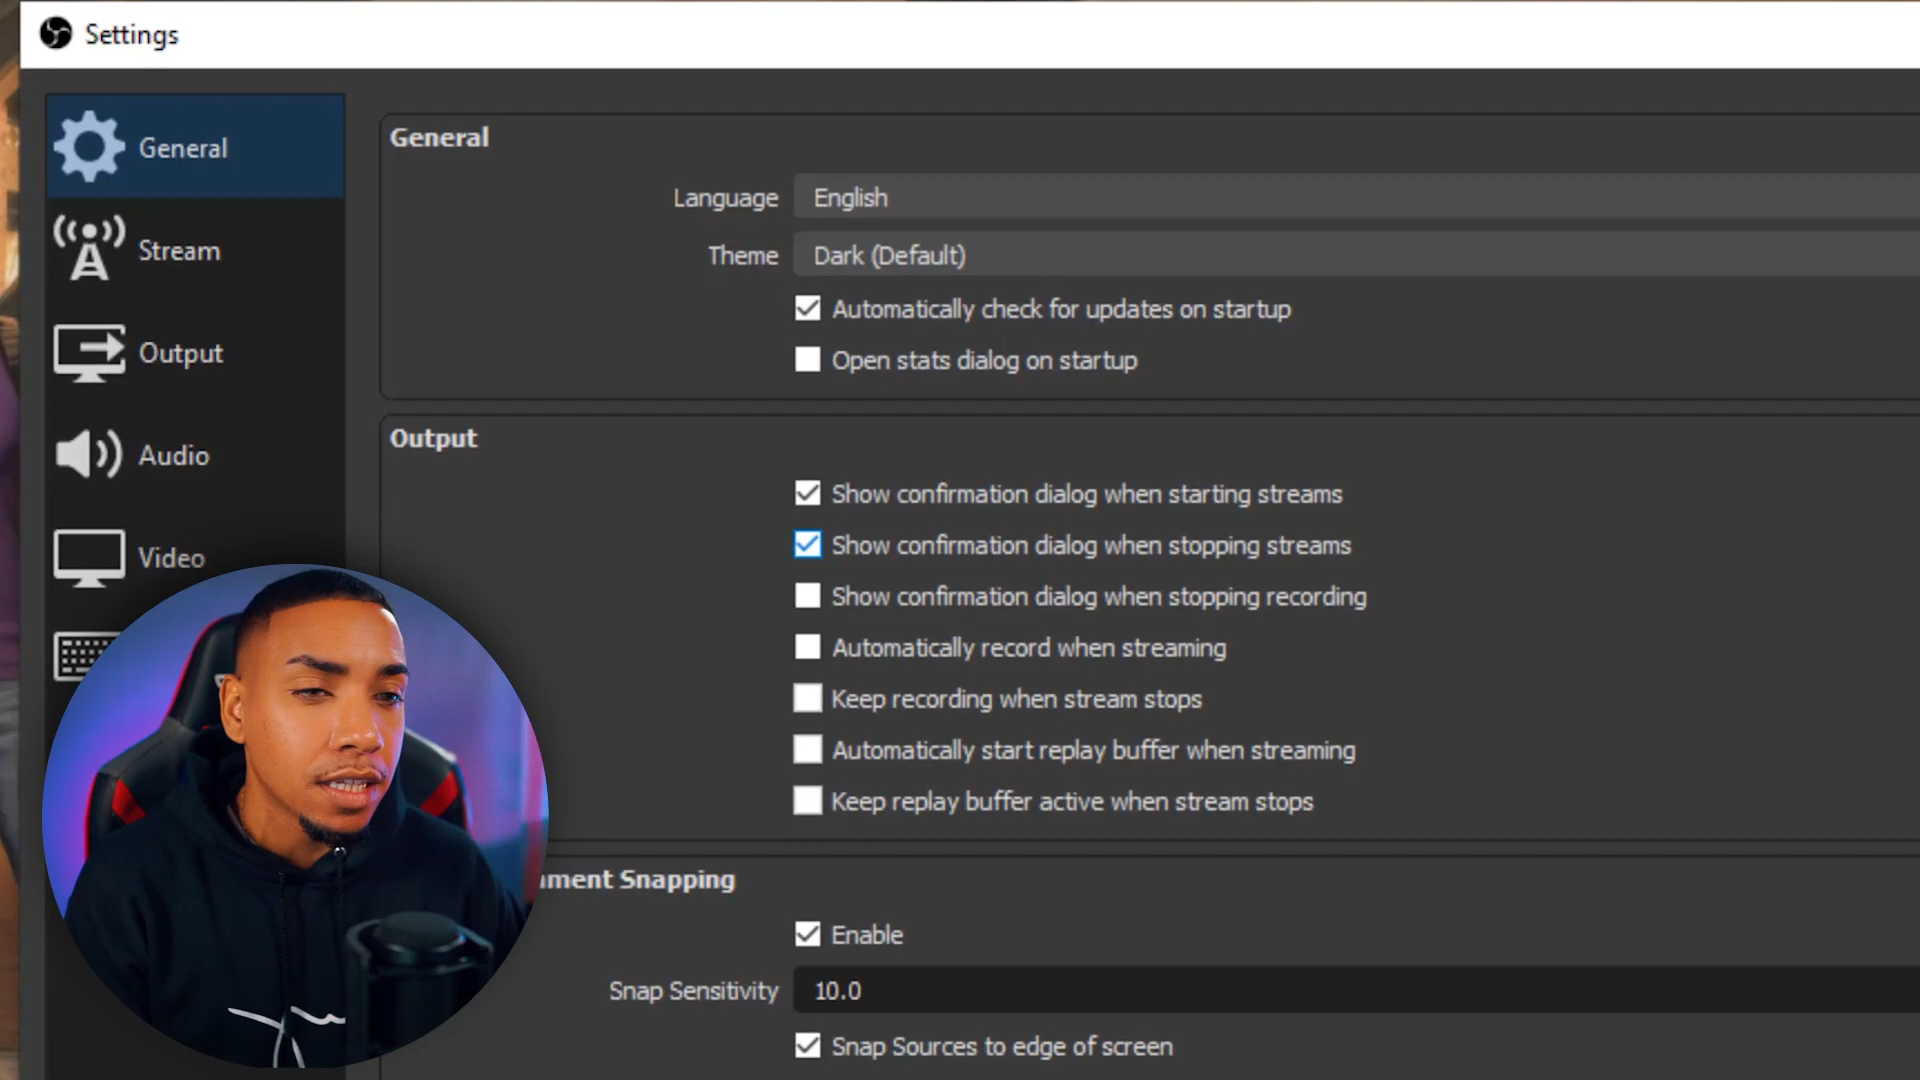 Settings
General
Stream
Output
Audio
Video
General
Language English
Theme Dark (Default)
Automatically check for updates on startup
Open stats dialog on startup
Output
Show confirmation dialog when starting streams
Show confirmation dialog when stopping streams
Show confirmation dialog when stopping recording
Automatically record when streaming
Keep recording when stream stops
Automatically start replay buffer when streaming
Keep replay buffer active when stream stops
Snapping
Enable
Snap Sensitivity 10.0
Snap Sources to edge of screen